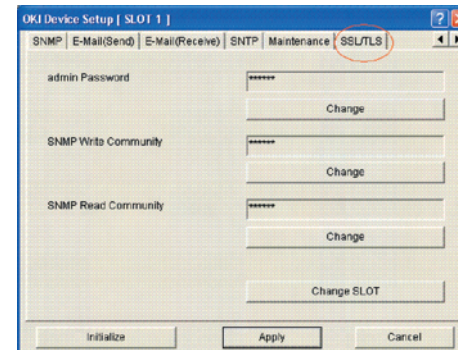 OKI Device Setup [ SLOT 1 ]
SNMP E-Mail(Send) E-Mail(Receive) SNTP Maintenance SSL/TLS
admin Password ******
Change
SNMP Write Community ******
Change
SNMP Read Community ******
Change
Change SLOT
Initialize Apply Cancel